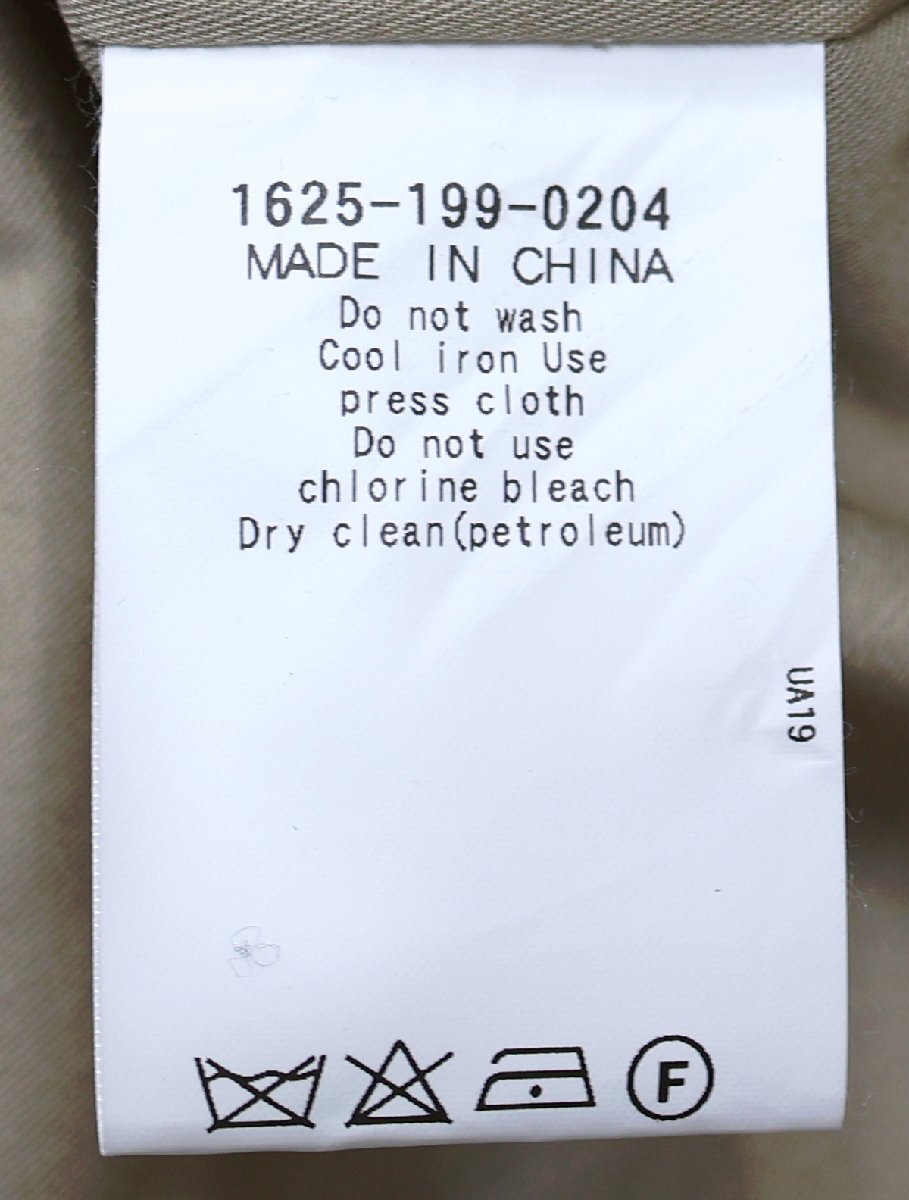 1625-199-0204
MADE IN CHINA
Do not wash
Cool iron Use
press cloth
Do not use
chlorine bleach
Dry clean(petroleum)
UA19
F